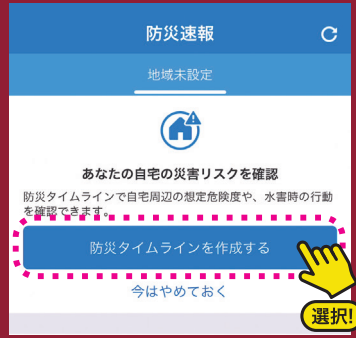 防災速報
地域未設定
あなたの自宅の災害リスクを確認
防災タイムラインで自宅周辺の想定危険度や、水害時の行動
を確認できます。
防災タイムラインを作成する
今はやめておく
選択!